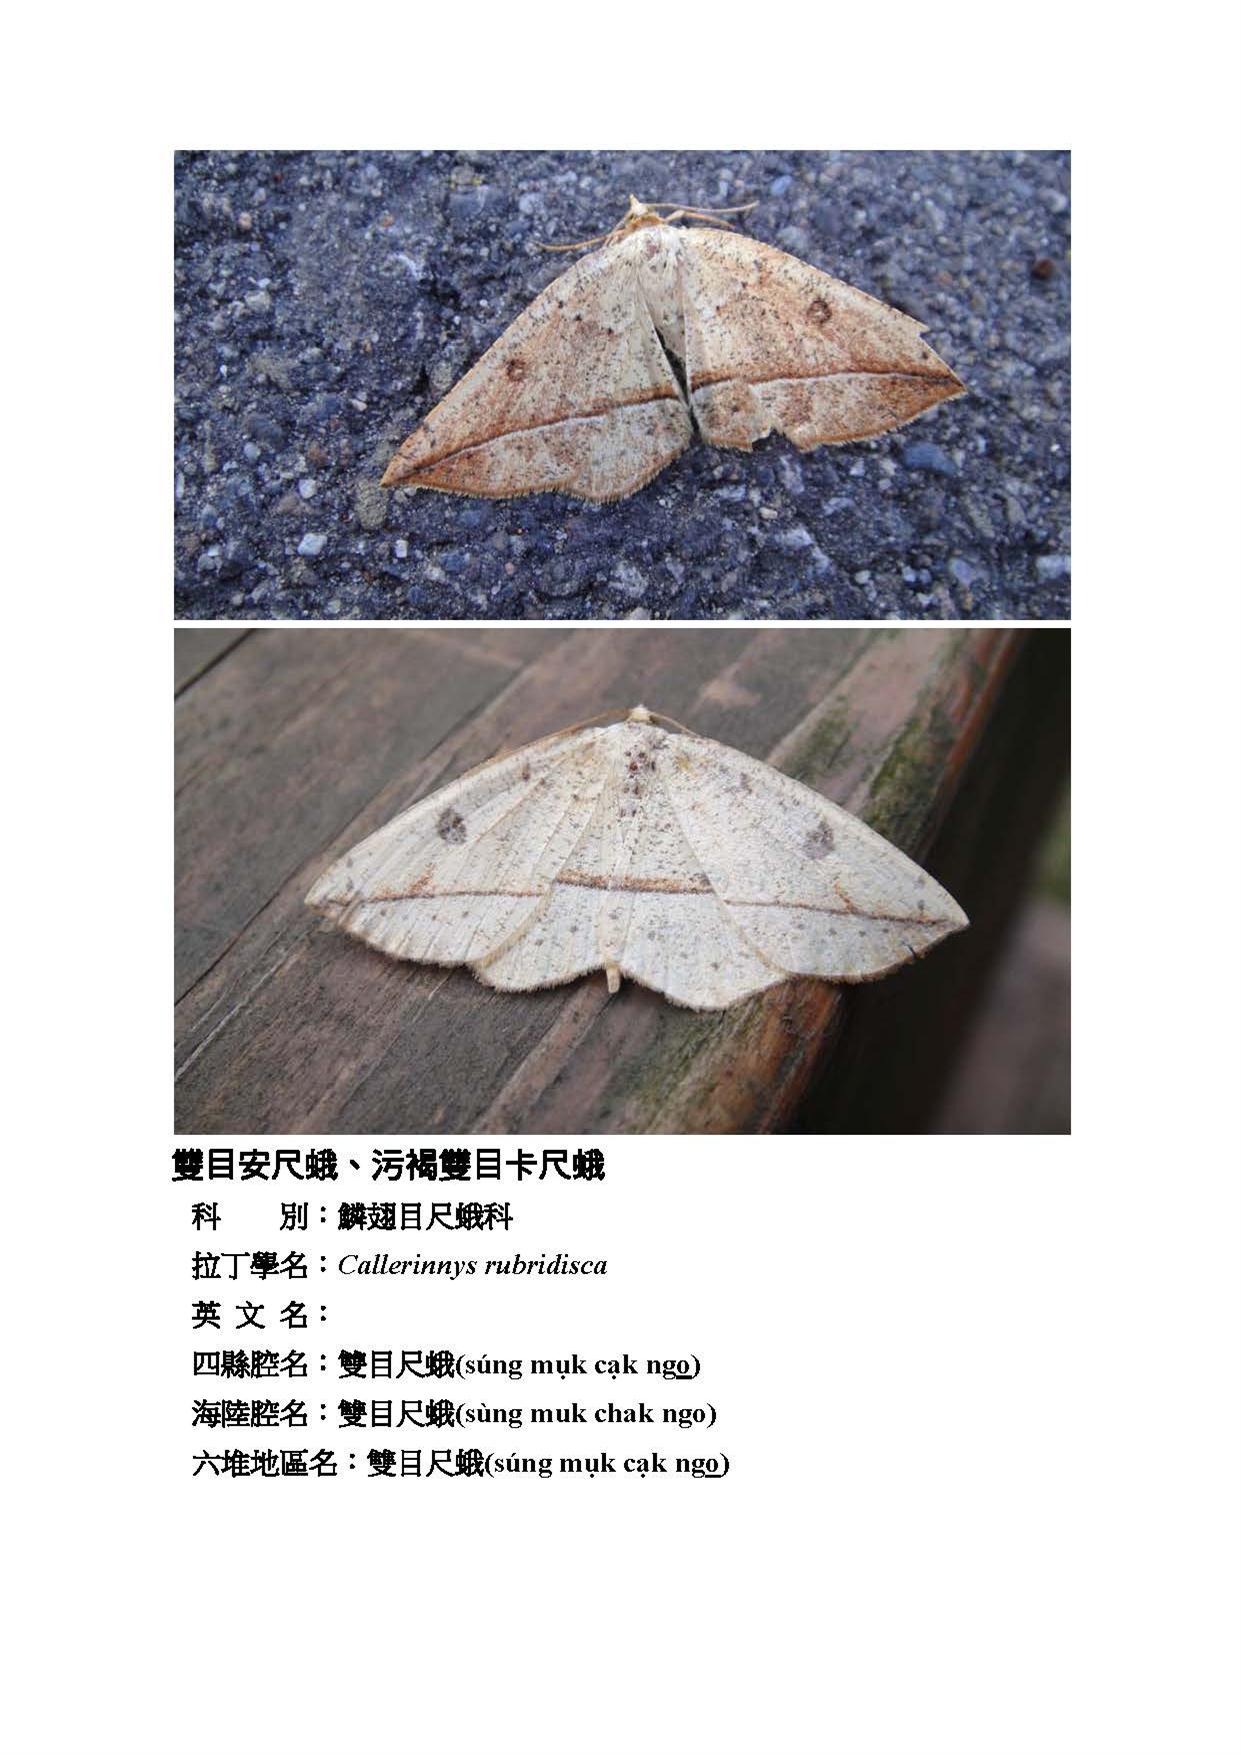 雙目安尺蛾、污褐雙目卡尺蛾
科　　別：鱗翅目尺蛾科
拉丁學名：Callerinnys rubridisca
英 文 名：
四縣腔名：雙目尺蛾(súng mụk cạk ngo̲)
海陸腔名：雙目尺蛾(sùng muk chak ngo)
六堆地區名：雙目尺蛾(súng mụk cạk ngo̲)